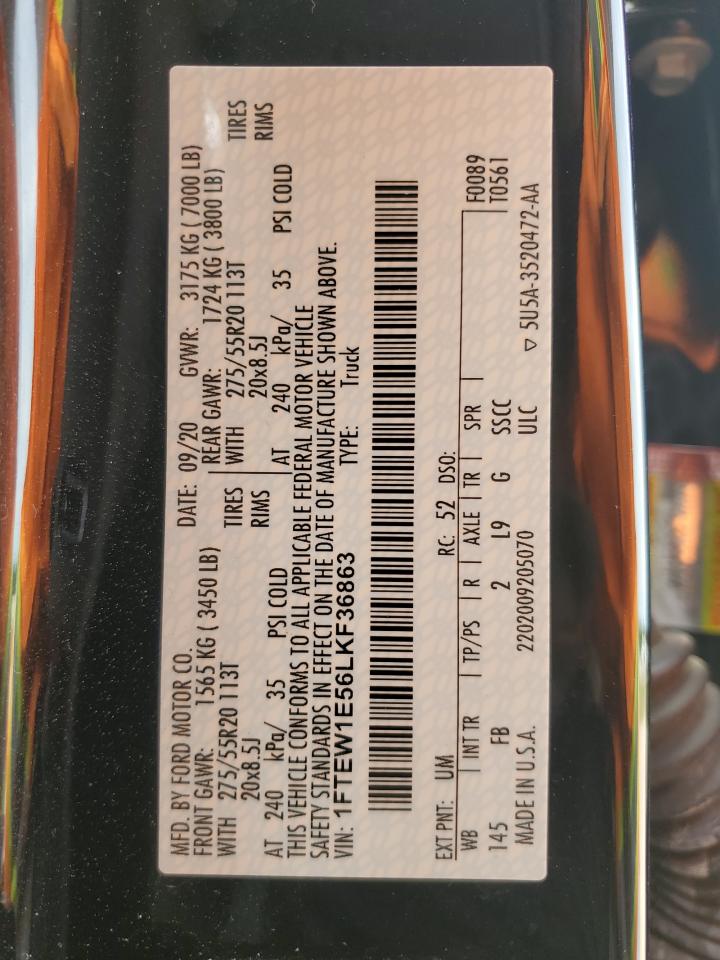 MFD. BY FORD MOTOR CO. DATE: 09/20 GVWR: 3175 KG ( 7000 LB)
FRONT GAWR: 1565 KG ( 3450 LB) REAR GAWR: 1724 KG ( 3800 LB)
WITH 275/55R20 113T TIRES WITH 275/55R20 113T TIRES
20x8.5J RIMS 20x8.5J RIMS
AT 240 kPa/ 35 PSI COLD AT 240 kPa/ 35 PSI COLD
THIS VEHICLE CONFORMS TO ALL APPLICABLE FEDERAL MOTOR VEHICLE
SAFETY STANDARDS IN EFFECT ON THE DATE OF MANUFACTURE SHOWN ABOVE.
VIN: 1FTEW1E56LKF36863 TYPE: Truck
EXT PNT: UM RC: 52 DSO:
WB INT TR TP/PS R AXLE TR SPR F0089
145 FB 2 L9 G SSCC T0561
ULC
MADE IN U.S.A. 2202009205070 ▽ 5U5A-3520472-AA